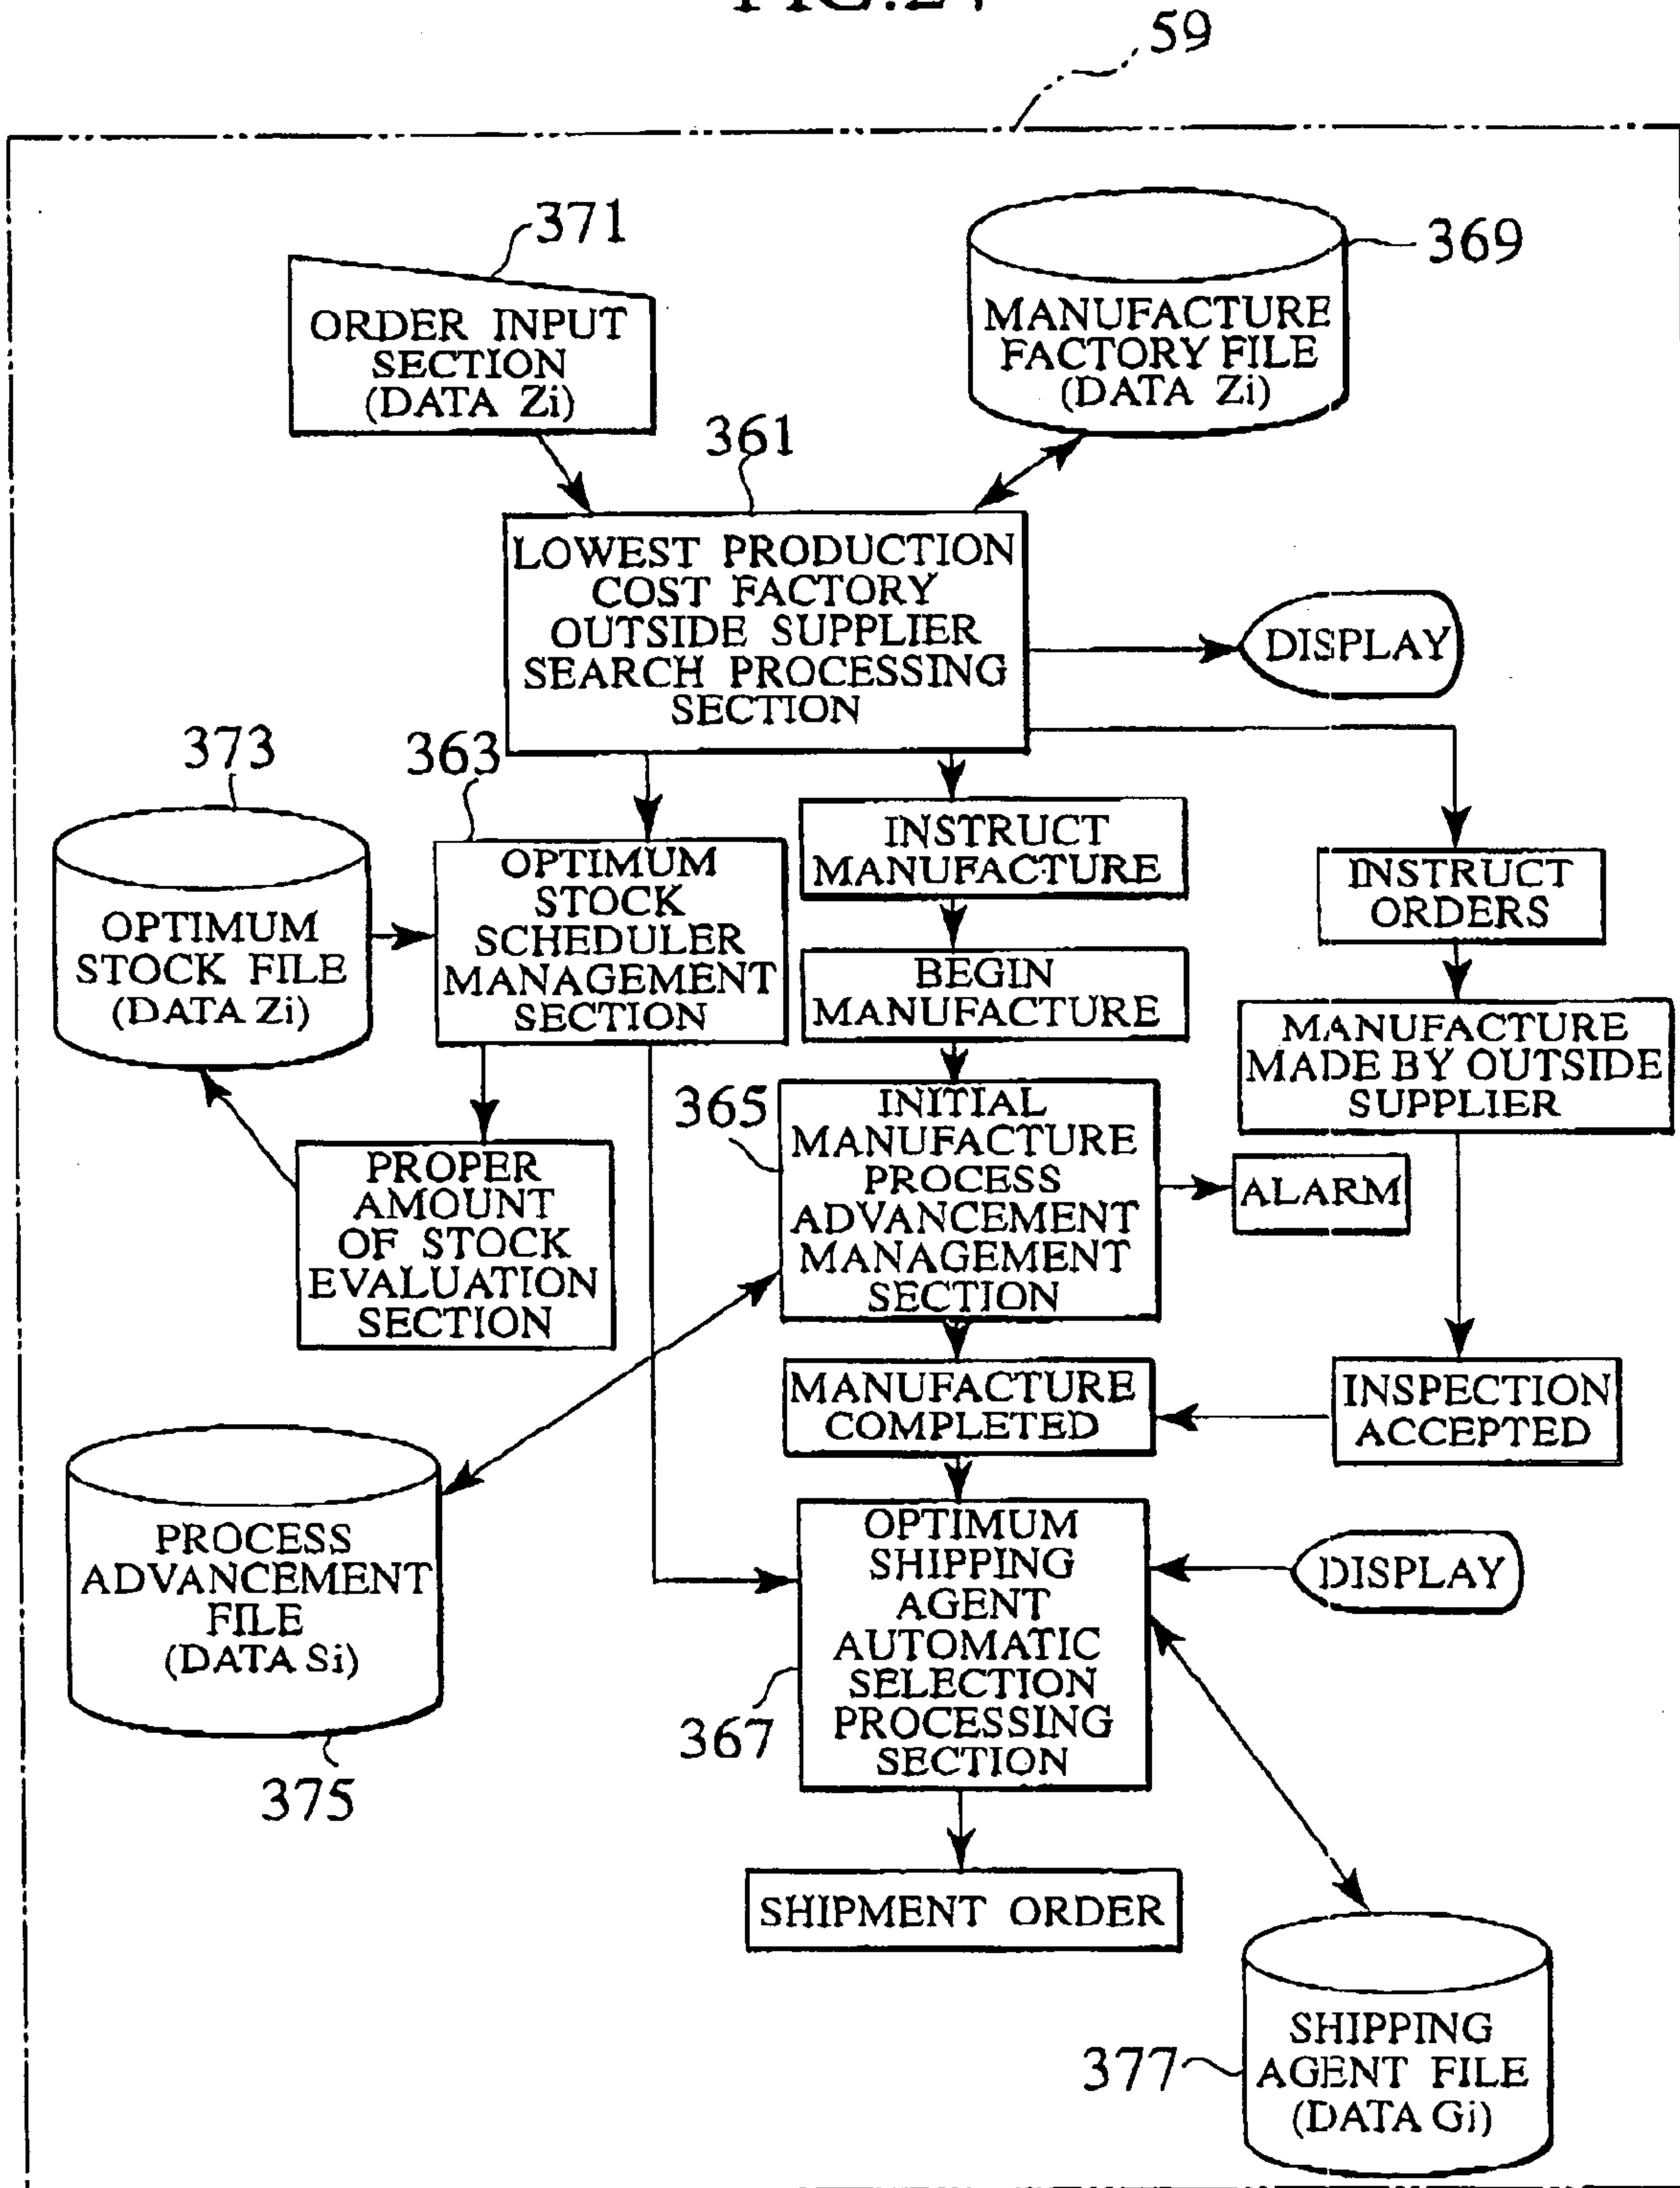 59
371
ORDER INPUT
SECTION
(DATA Zi)
369
MANUFACTURE
FACTORY FILE
(DATA Zi)
361
LOWEST PRODUCTION
COST FACTORY
OUTSIDE SUPPLIER
SEARCH PROCESSING
SECTION
DISPLAY
373
OPTIMUM
STOCK FILE
(DATA Zi)
363
OPTIMUM
STOCK
SCHEDULER
MANAGEMENT
SECTION
INSTRUCT
MANUFACTURE
INSTRUCT
ORDERS
BEGIN
MANUFACTURE
MANUFACTURE
MADE BY OUTSIDE
SUPPLIER
365
INITIAL
MANUFACTURE
PROCESS
ADVANCEMENT
MANAGEMENT
SECTION
ALARM
PROPER
AMOUNT
OF STOCK
EVALUATION
SECTION
MANUFACTURE
COMPLETED
INSPECTION
ACCEPTED
PROCESS
ADVANCEMENT
FILE
(DATA Si)
375
OPTIMUM
SHIPPING
AGENT
AUTOMATIC
SELECTION
PROCESSING
SECTION
367
DISPLAY
SHIPMENT ORDER
377
SHIPPING
AGENT FILE
(DATA Gi)